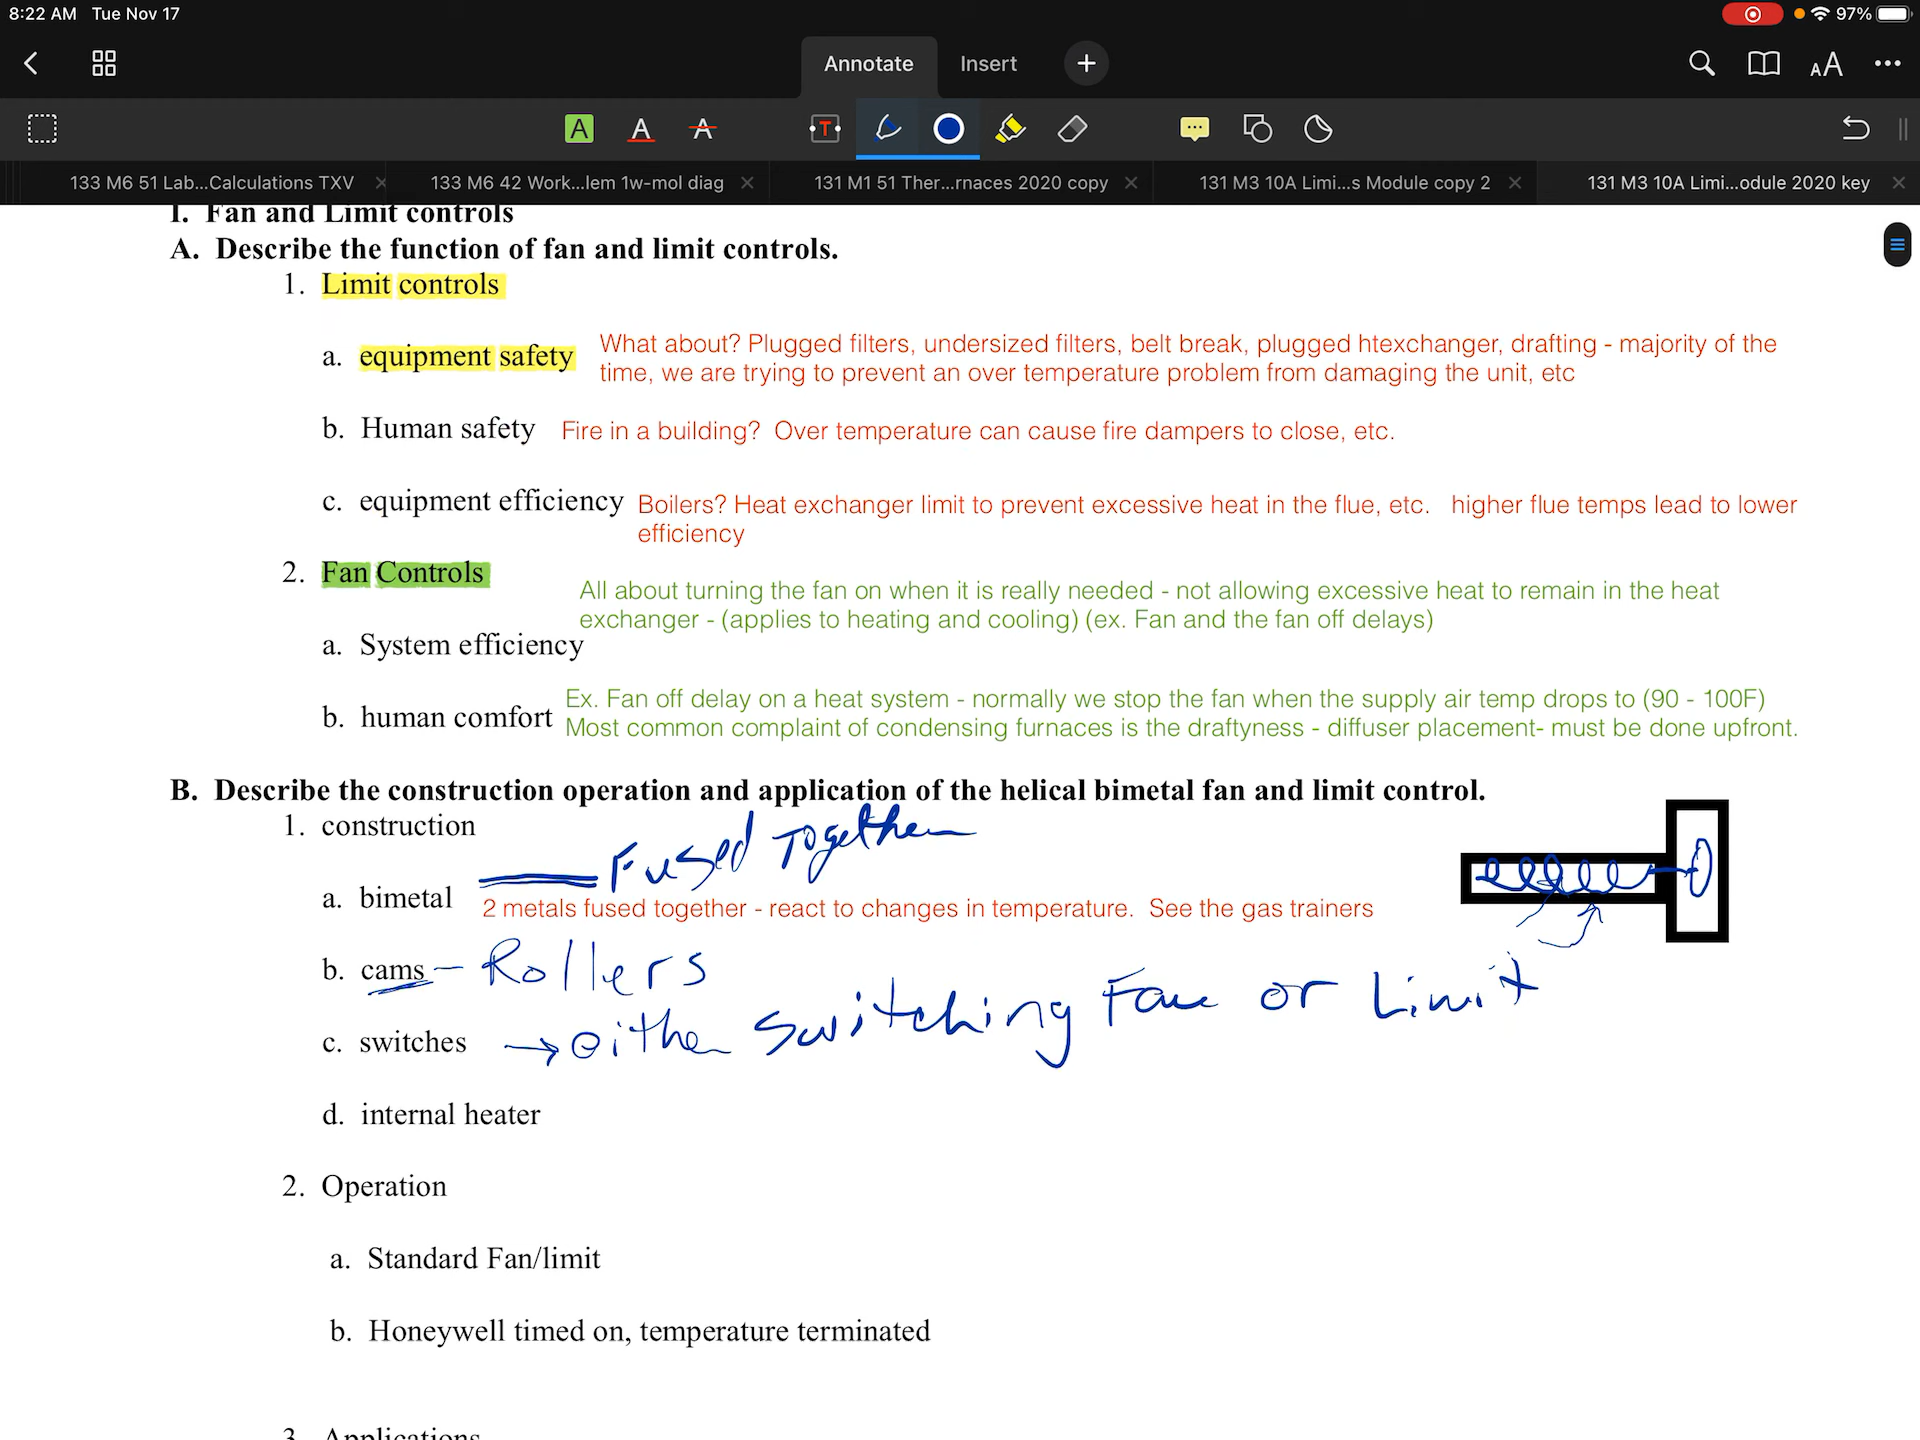 8:22 AM Tue Nov 17
97%
Annotate Insert
A A A T
AA
133 M6 51 Lab...Calculations TXV
133 M6 42 Work...lem 1w-mol diag
131 M1 51 Ther...rnaces 2020 copy
131 M3 10A Limi...s Module copy 2
131 M3 10A Limi...odule 2020 key
I. Fan and Limit controls
A. Describe the function of fan and limit controls.
1. Limit controls
a. equipment safety
What about? Plugged filters, undersized filters, belt break, plugged htexchanger, drafting - majority of the
time, we are trying to prevent an over temperature problem from damaging the unit, etc
b. Human safety Fire in a building? Over temperature can cause fire dampers to close, etc.
c. equipment efficiency Boilers? Heat exchanger limit to prevent excessive heat in the flue, etc. higher flue temps lead to lower
efficiency
2. Fan Controls
All about turning the fan on when it is really needed - not allowing excessive heat to remain in the heat
exchanger - (applies to heating and cooling) (ex. Fan and the fan off delays)
a. System efficiency
Ex. Fan off delay on a heat system - normally we stop the fan when the supply air temp drops to (90 - 100F)
b. human comfort Most common complaint of condensing furnaces is the draftyness - diffuser placement- must be done upfront.
B. Describe the construction operation and application of the helical bimetal fan and limit control.
1. construction
Fused Together
a. bimetal 2 metals fused together - react to changes in temperature. See the gas trainers
b. cams - Rollers
c. switches → either switching Fan or Limit
d. internal heater
2. Operation
a. Standard Fan/limit
b. Honeywell timed on, temperature terminated
3. Applications